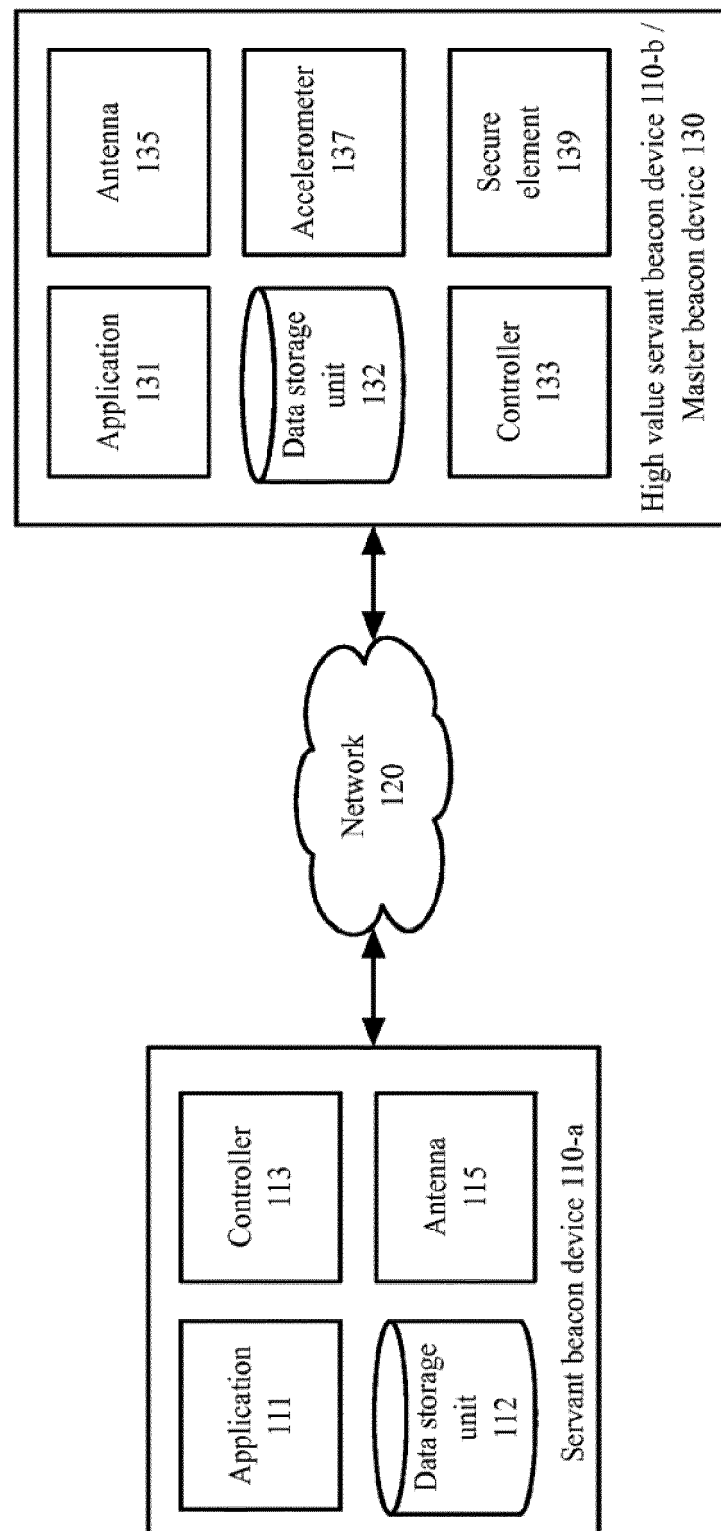 Application
111
Controller
113
Data storage
unit
112
Antenna
115
Servant beacon device 110-a
Network
120
Application
131
Antenna
135
Data storage
unit
132
Accelerometer
137
Controller
133
Secure
element
139
High value servant beacon device 110-b /
Master beacon device 130